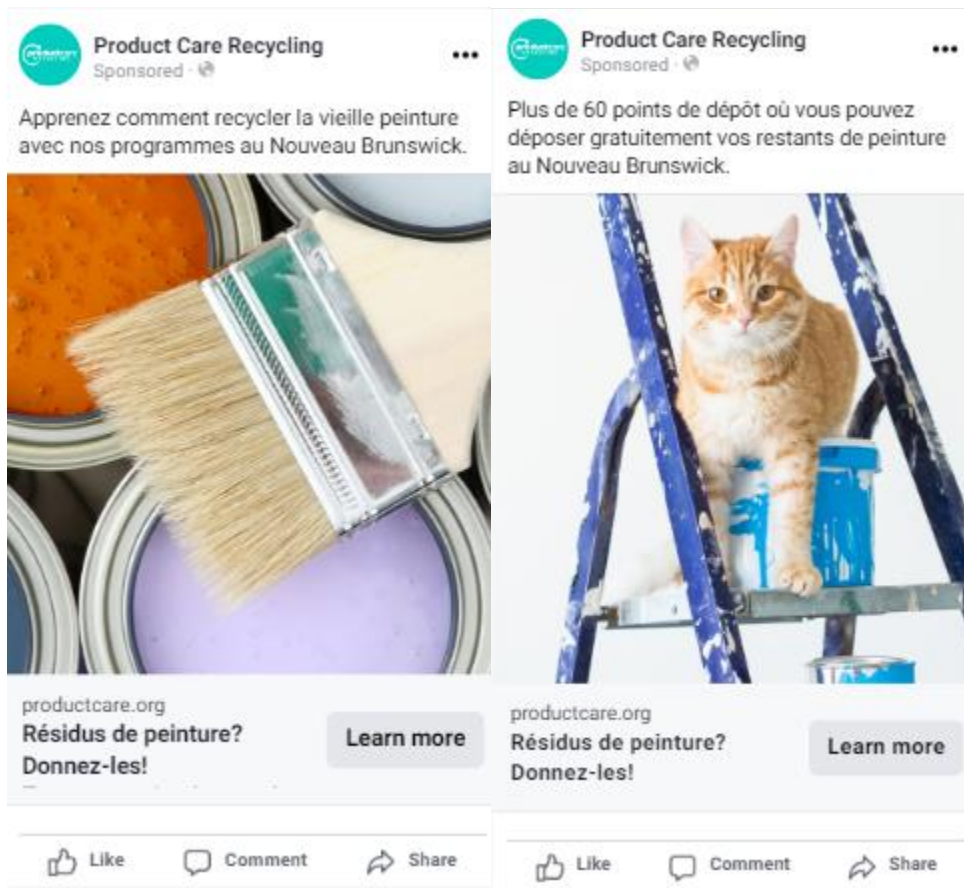 Product Care Recycling
Sponsored ·
Apprenez comment recycler la vieille peinture
avec nos programmes au Nouveau Brunswick.
productcare.org
Résidus de peinture?
Donnez-les!
Learn more
Like
Comment
Share
Product Care Recycling
Sponsored ·
Plus de 60 points de dépôt où vous pouvez
déposer gratuitement vos restants de peinture
au Nouveau Brunswick.
productcare.org
Résidus de peinture?
Donnez-les!
Learn more
Like
Comment
Share